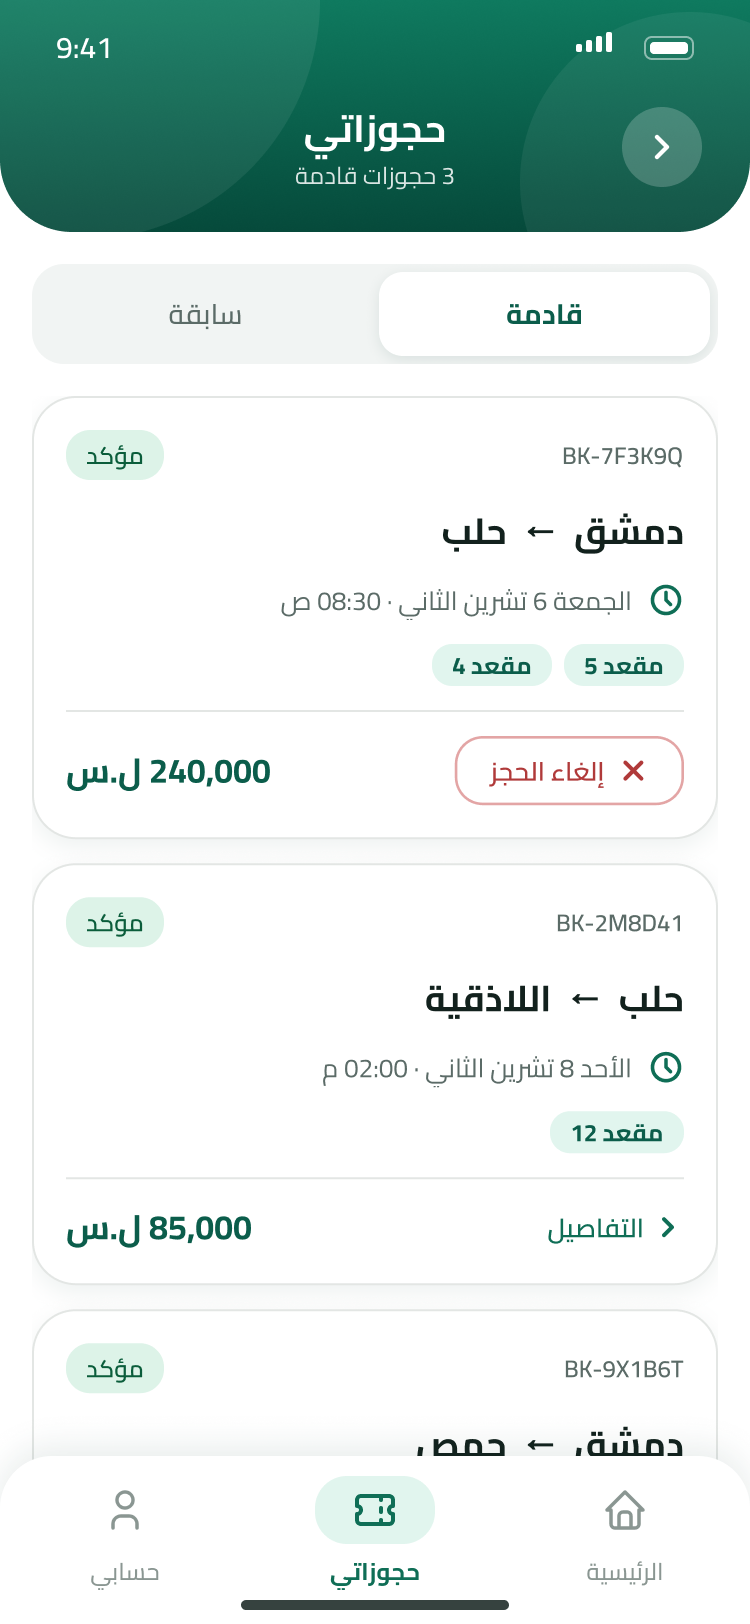 9:41
حجوزاتي
3 حجوزات قادمة
قادمة
سابقة
BK-7F3K9Q
مؤكد
دمشق ← حلب
الجمعة 6 تشرين الثاني · 08:30 ص
مقعد 5
مقعد 4
إلغاء الحجز
240,000 ل.س
BK-2M8D41
مؤكد
حلب ← اللاذقية
الأحد 8 تشرين الثاني · 02:00 م
مقعد 12
التفاصيل
85,000 ل.س
BK-9X1B6T
مؤكد
دمشق ← حمص
الرئيسية
حجوزاتي
حسابي